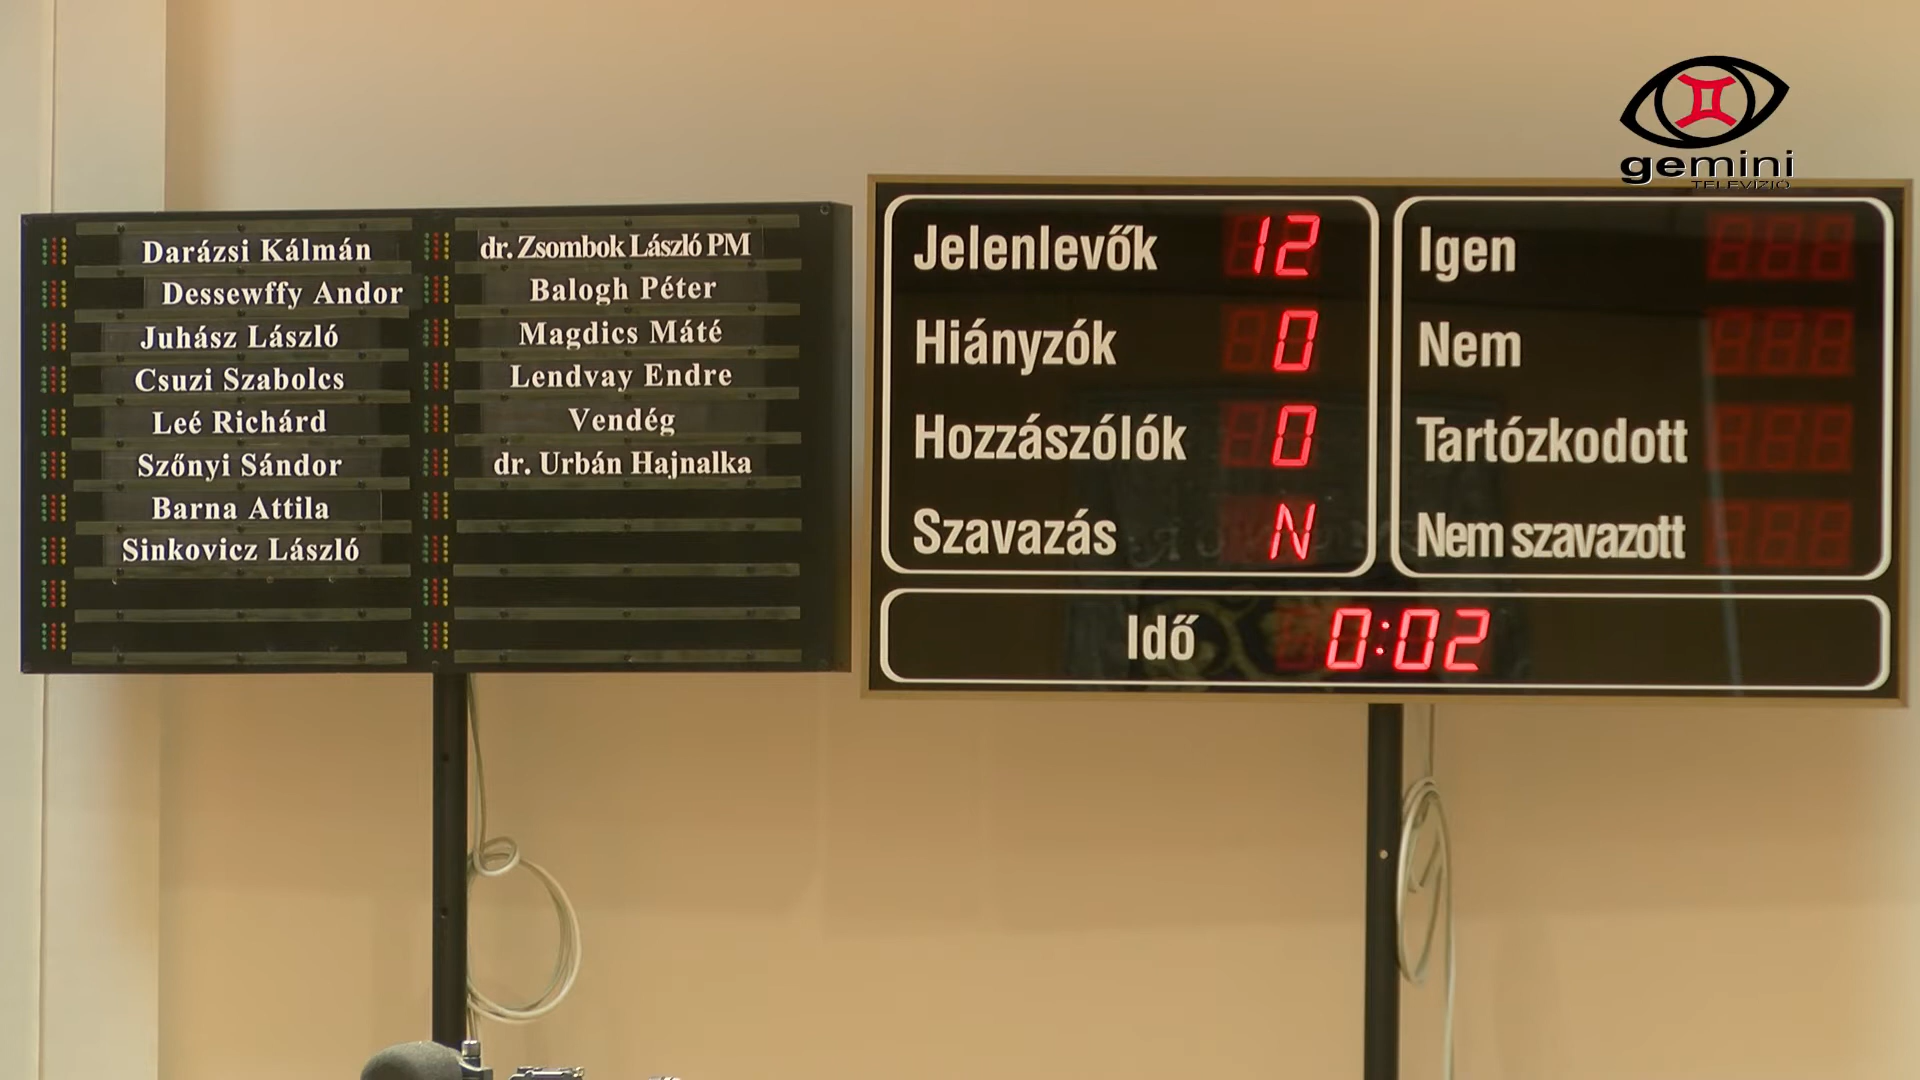 gemini
TELEVÍZIÓ
Darázsi Kálmán
Dessewffy Andor
Juhász László
Csuzi Szabolcs
Leé Richárd
Szőnyi Sándor
Barna Attila
Sinkovicz László
dr. Zsombok László PM
Balogh Péter
Magdics Máté
Lendvay Endre
Vendég
dr. Urbán Hajnalka
Jelenlevők 12
Hiányzók 0
Hozzászólók 0
Szavazás N
Igen
Nem
Tartózkodott
Nem szavazott
Idő 0:02